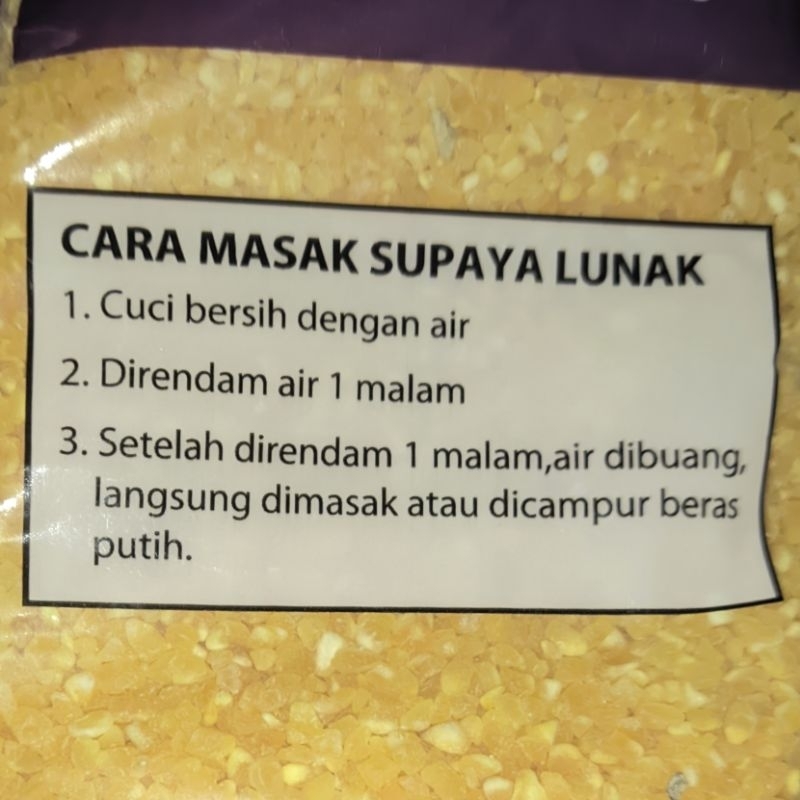 CARA MASAK SUPAYA LUNAK
1. Cuci bersih dengan air
2. Direndam air 1 malam
3. Setelah direndam 1 malam,air dibuang,
langsung dimasak atau dicampur beras
putih.